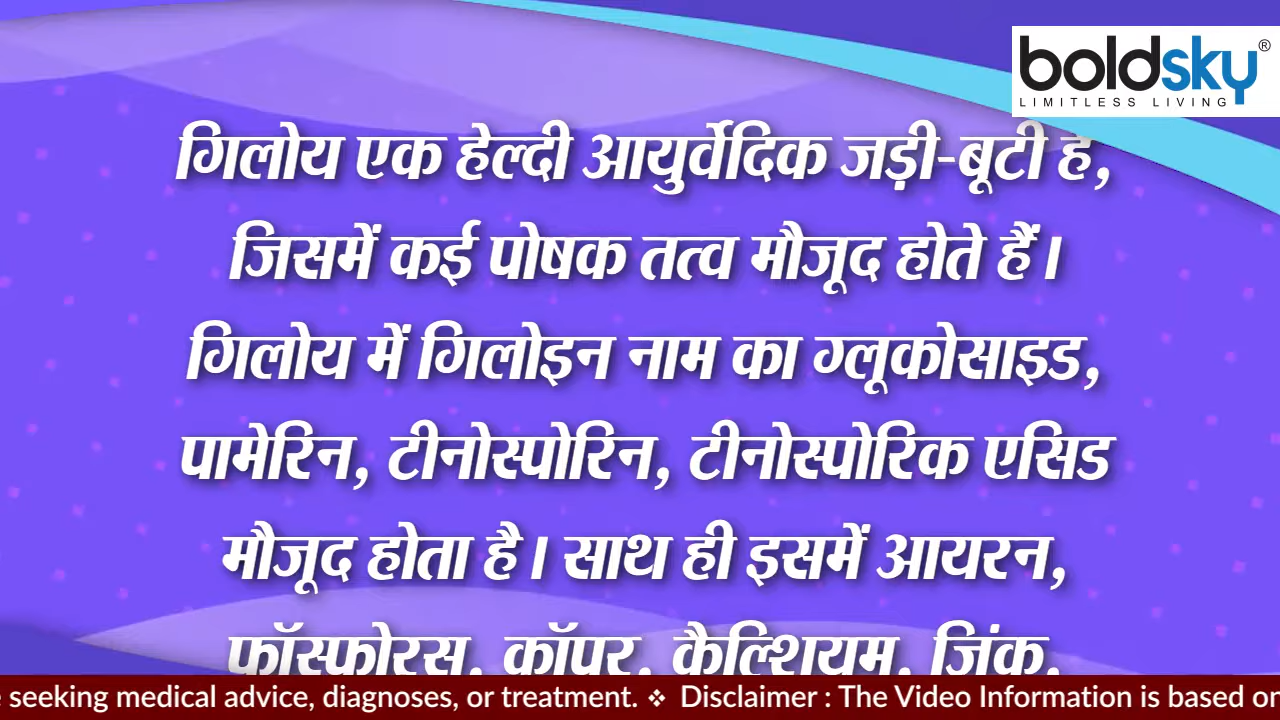 boldsky®
LIMITLESS LIVING
गिलोय एक हेल्दी आयुर्वेदिक जड़ी-बूटी है,
जिसमें कई पोषक तत्व मौजूद होते हैं।
गिलोय में गिलोइन नाम का ग्लूकोसाइड,
पामेरिन, टीनोस्पोरिन, टीनोस्पोरिक एसिड
मौजूद होता है। साथ ही इसमें आयरन,
फॉस्फोरस, कॉपर, कैल्शियम, जिंक,
seeking medical advice, diagnoses, or treatment. ❖ Disclaimer : The Video Information is based on